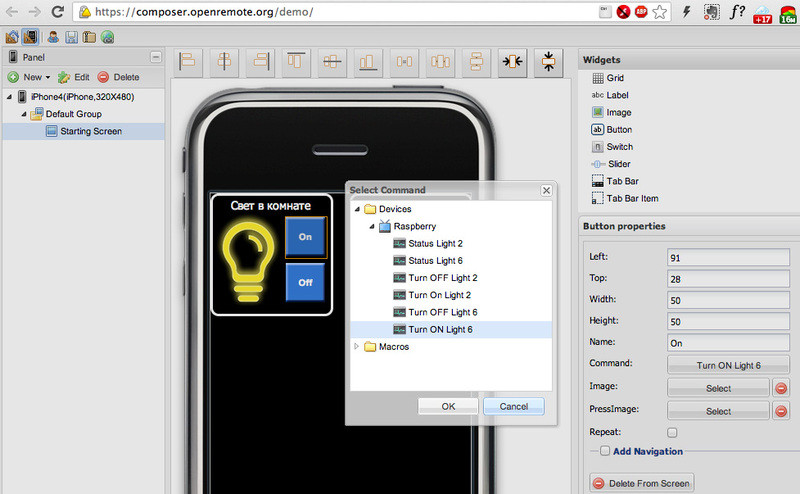 https://composer.openremote.org/demo/
+17
16м
Panel
New
Edit
Delete
iPhone4(iPhone,320X480)
Default Group
Starting Screen
Свет в комнате
On
Off
Select Command
Devices
Raspberry
Status Light 2
Status Light 6
Turn OFF Light 2
Turn On Light 2
Turn OFF Light 6
Turn ON Light 6
Macros
OK
Cancel
Widgets
Grid
abc Label
Image
ab Button
Switch
Slider
Tab Bar
Tab Bar Item
Button properties
Left: 91
Top: 28
Width: 50
Height: 50
Name: On
Command: Turn ON Light 6
Image: Select
PressImage: Select
Repeat:
Add Navigation
Delete From Screen